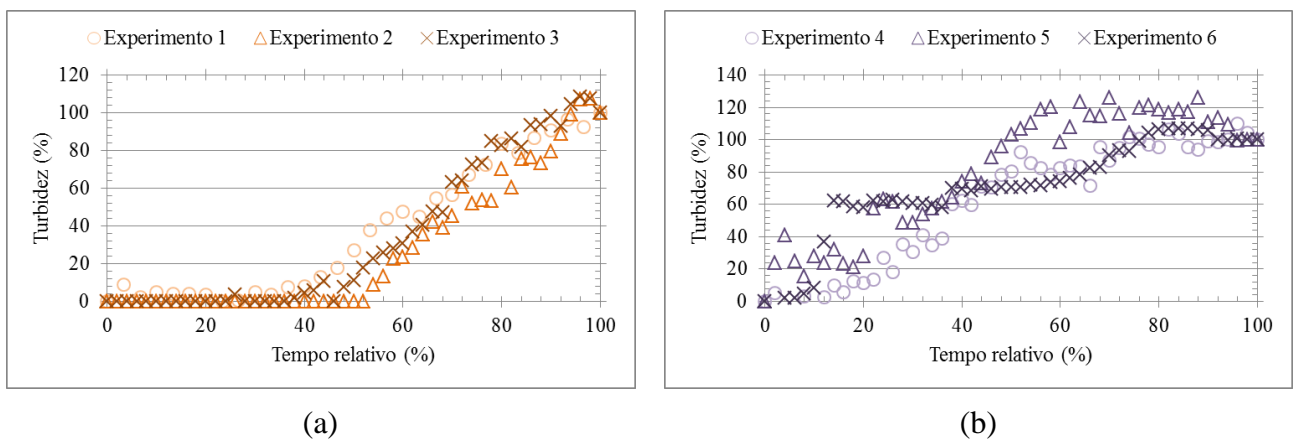 Experimento 1 Experimento 2 Experimento 3
120
100
80
60
40
20
0
Turbidez (%)
0 20 40 60 80 100
Tempo relativo (%)
(a)
Experimento 4 Experimento 5 Experimento 6
140
120
100
80
60
40
20
0
Turbidez (%)
0 20 40 60 80 100
Tempo relativo (%)
(b)